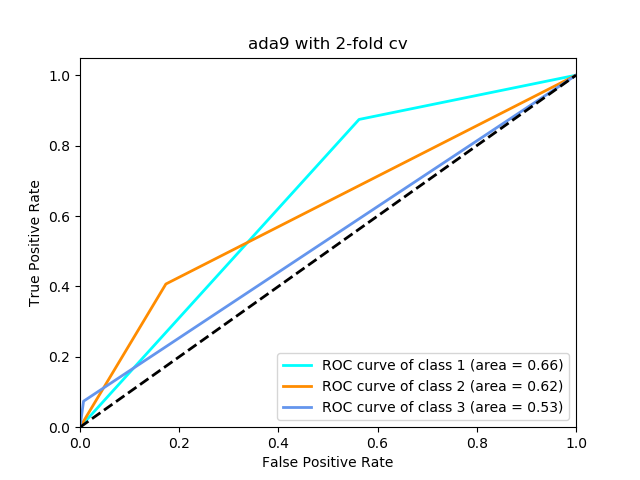 ada9 with 2-fold cv
True Positive Rate
1.0
0.8
0.6
0.4
0.2
0.0
ROC curve of class 1 (area = 0.66)
ROC curve of class 2 (area = 0.62)
ROC curve of class 3 (area = 0.53)
0.0 0.2 0.4 0.6 0.8 1.0
False Positive Rate